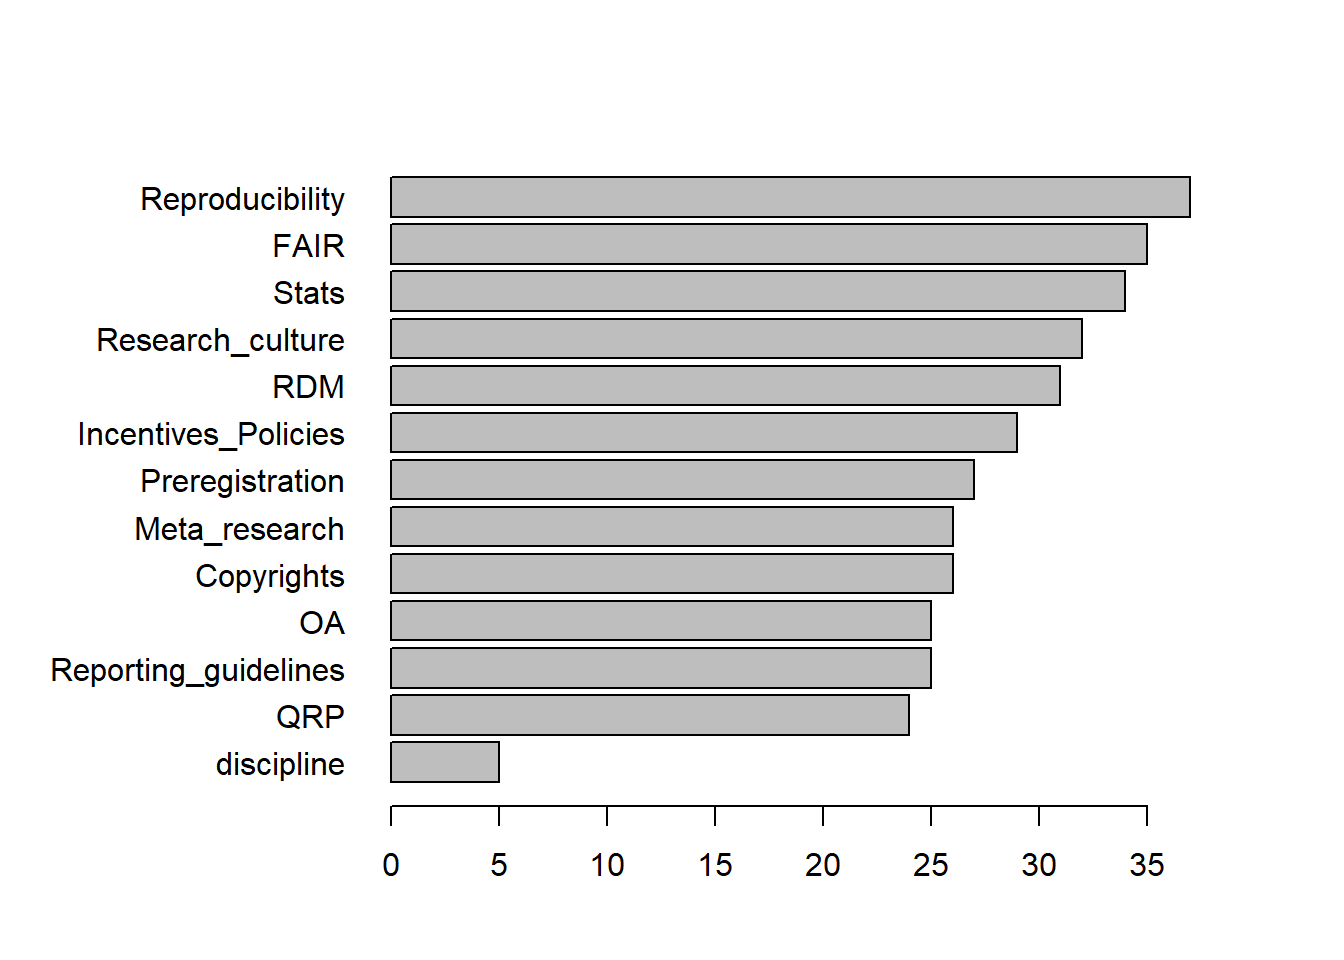 Reproducibility
FAIR
Stats
Research_culture
RDM
Incentives_Policies
Preregistration
Meta_research
Copyrights
OA
Reporting_guidelines
QRP
discipline
0 5 10 15 20 25 30 35